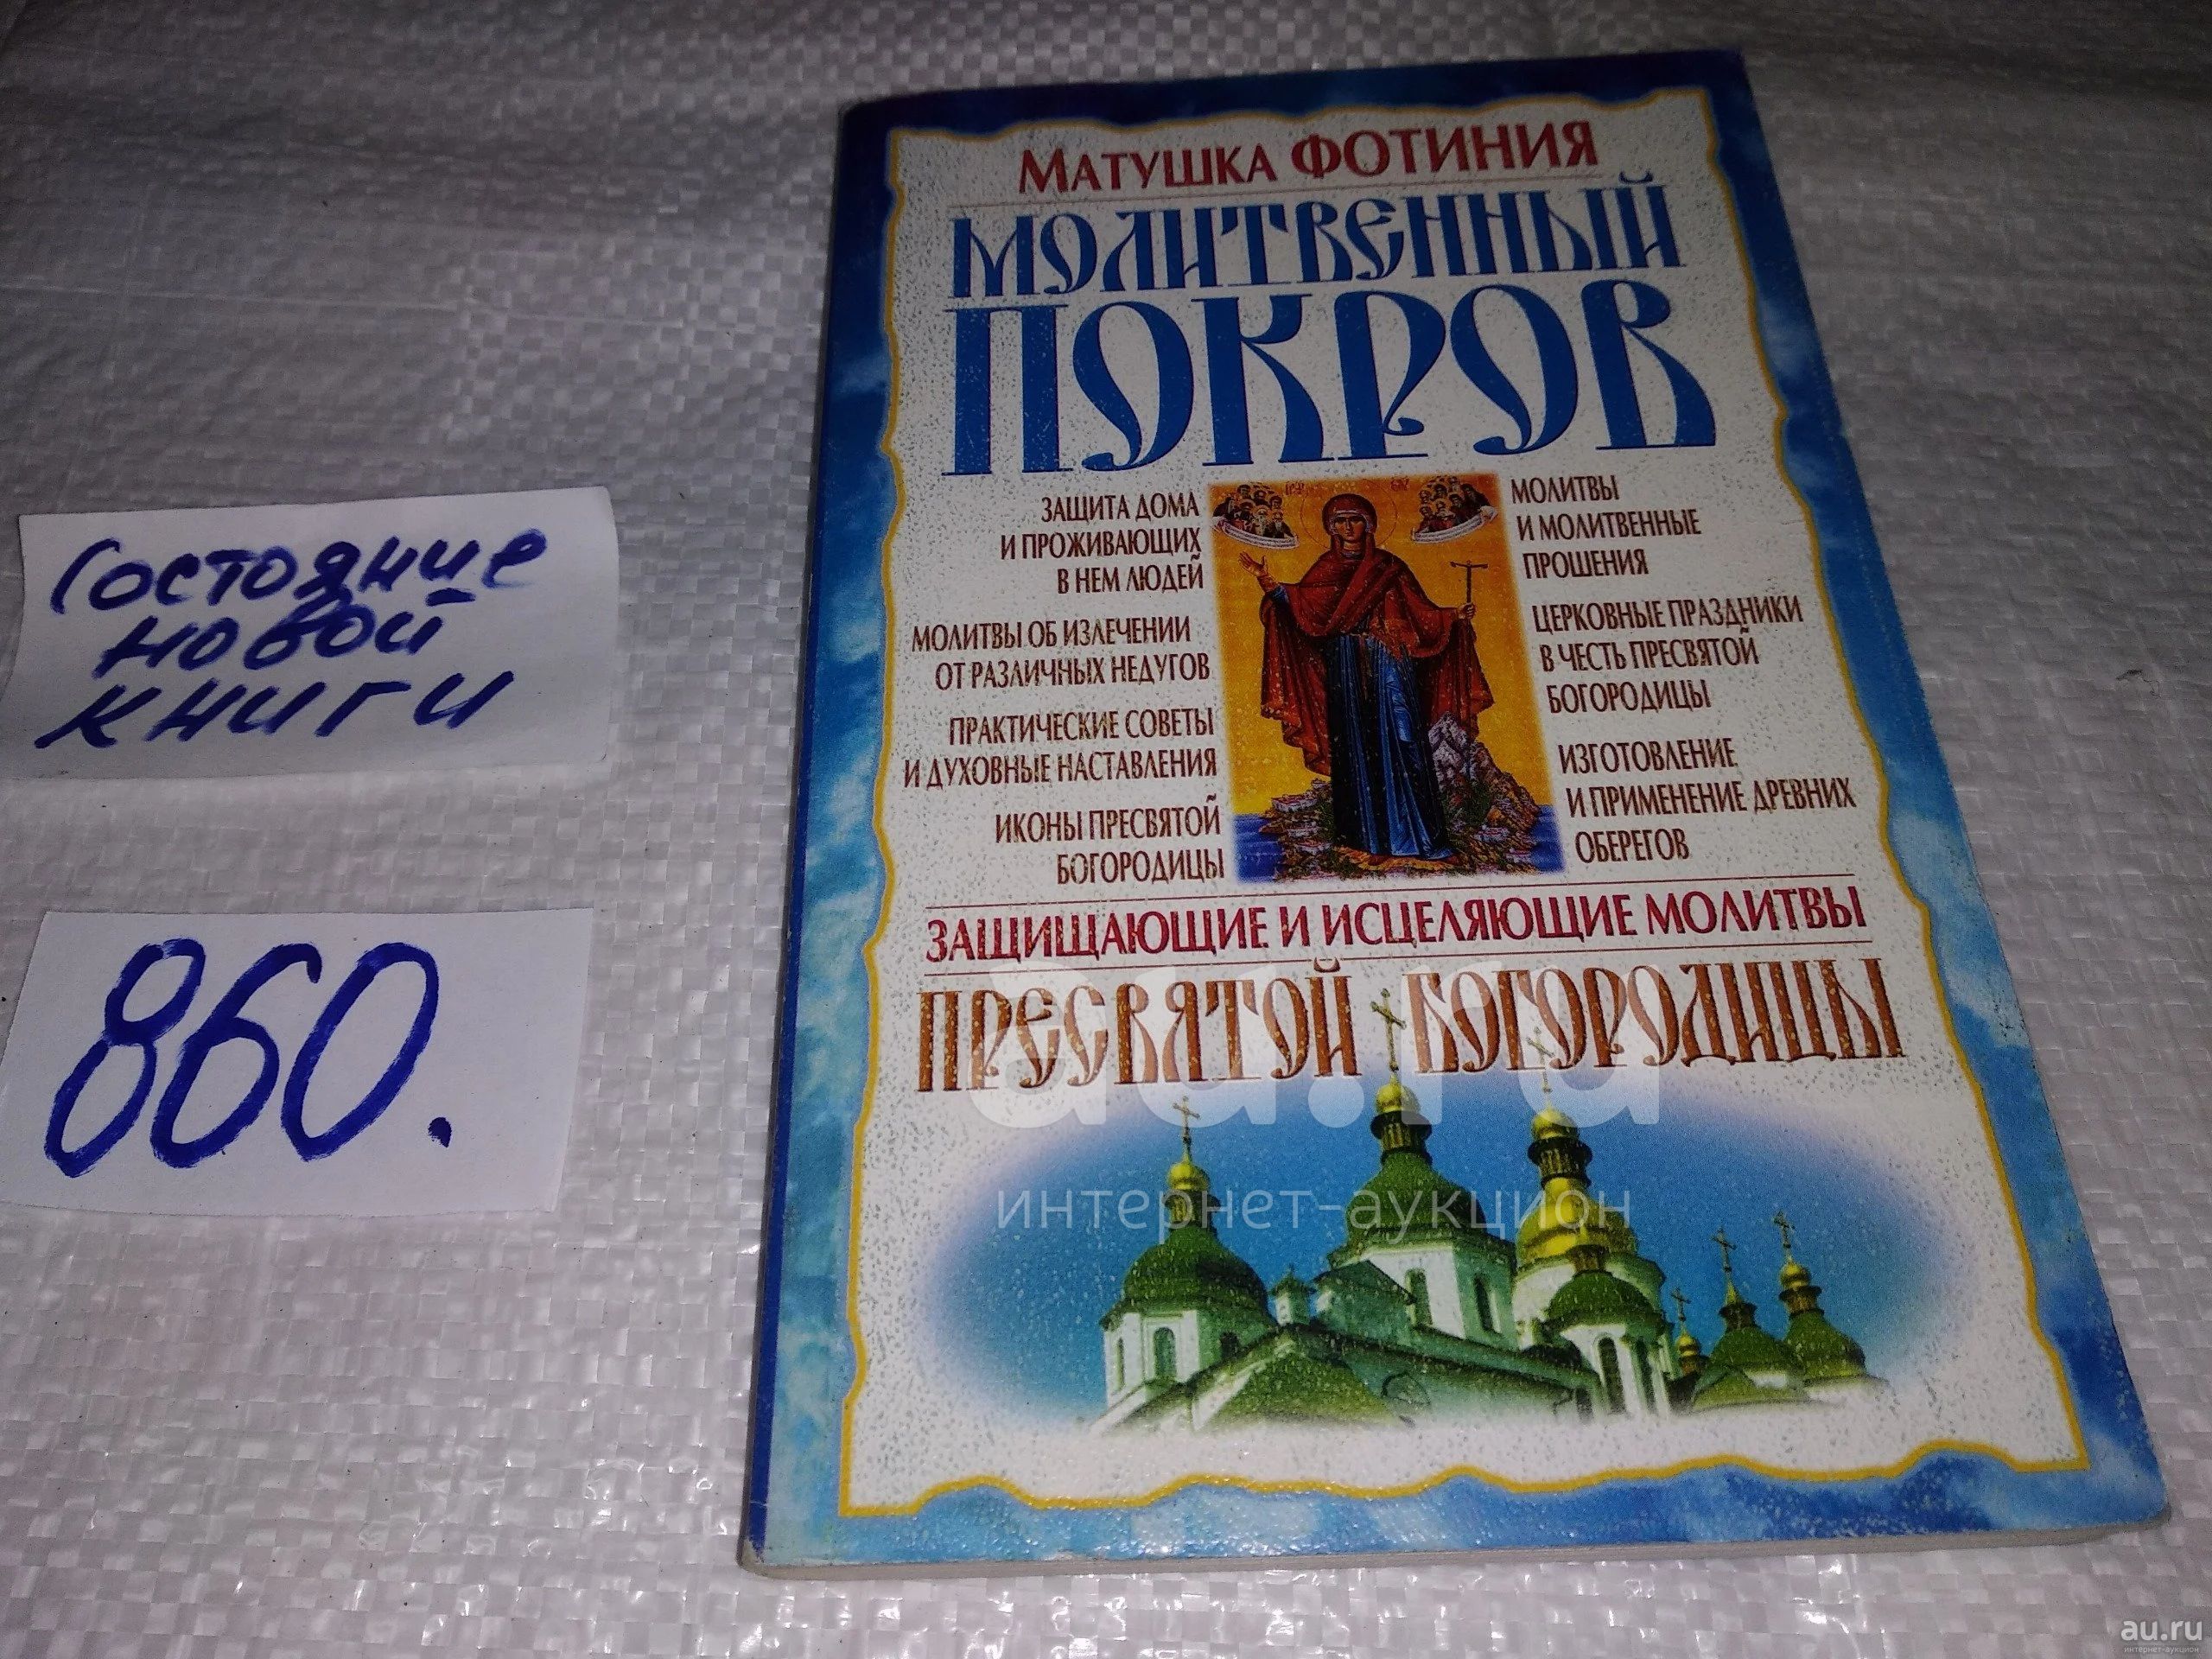 Состояние
новой
книги
860.
Матушка ФОТИНИЯ
МОЛИТВЕННЫЙ
ПОКРОВ
ЗАЩИТА ДОМА
И ПРОЖИВАЮЩИХ
В НЕМ ЛЮДЕЙ
МОЛИТВЫ ОБ ИЗЛЕЧЕНИИ
ОТ РАЗЛИЧНЫХ НЕДУГОВ
ПРАКТИЧЕСКИЕ СОВЕТЫ
И ДУХОВНЫЕ НАСТАВЛЕНИЯ
ИКОНЫ ПРЕСВЯТОЙ
БОГОРОДИЦЫ
МОЛИТВЫ
И МОЛИТВЕННЫЕ
ПРОШЕНИЯ
ЦЕРКОВНЫЕ ПРАЗДНИКИ
В ЧЕСТЬ ПРЕСВЯТОЙ
БОГОРОДИЦЫ
ИЗГОТОВЛЕНИЕ
И ПРИМЕНЕНИЕ ДРЕВНИХ
ОБЕРЕГОВ
ЗАЩИЩАЮЩИЕ И ИСЦЕЛЯЮЩИЕ МОЛИТВЫ
ПРЕСВЯТОЙ БОГОРОДИЦЫ
au.ru
интернет-аукцион
au.ru
интернет-аукцион